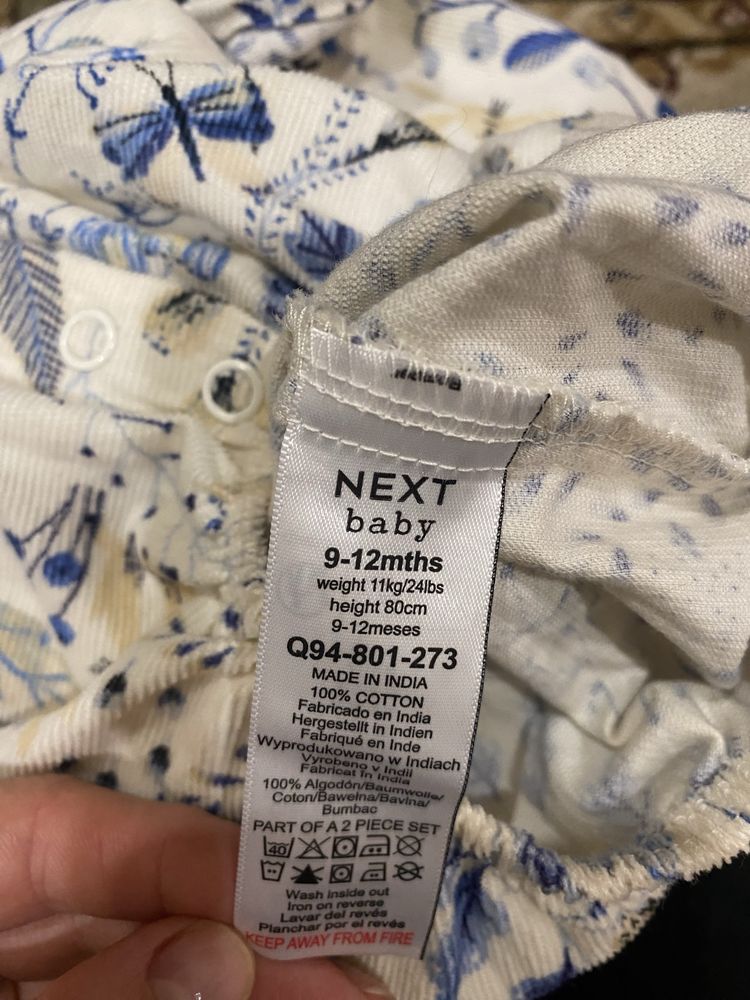 NEXT
baby
9-12mths
weight 11kg/24lbs
height 80cm
9-12meses
Q94-801-273
MADE IN INDIA
100% COTTON
Fabricado en India
Hergestellt in Indien
Fabriqué en Inde
Wyprodukowano w Indiach
Vyrobeno v Indii
Fabricat în India
100% Algodón/Baumwolle/
Coton/Bawełna/Bavlna/
Bumbac
PART OF A 2 PIECE SET
40
Wash inside out
Iron on reverse
Lavar del revés
Planchar por el revés
KEEP AWAY FROM FIRE